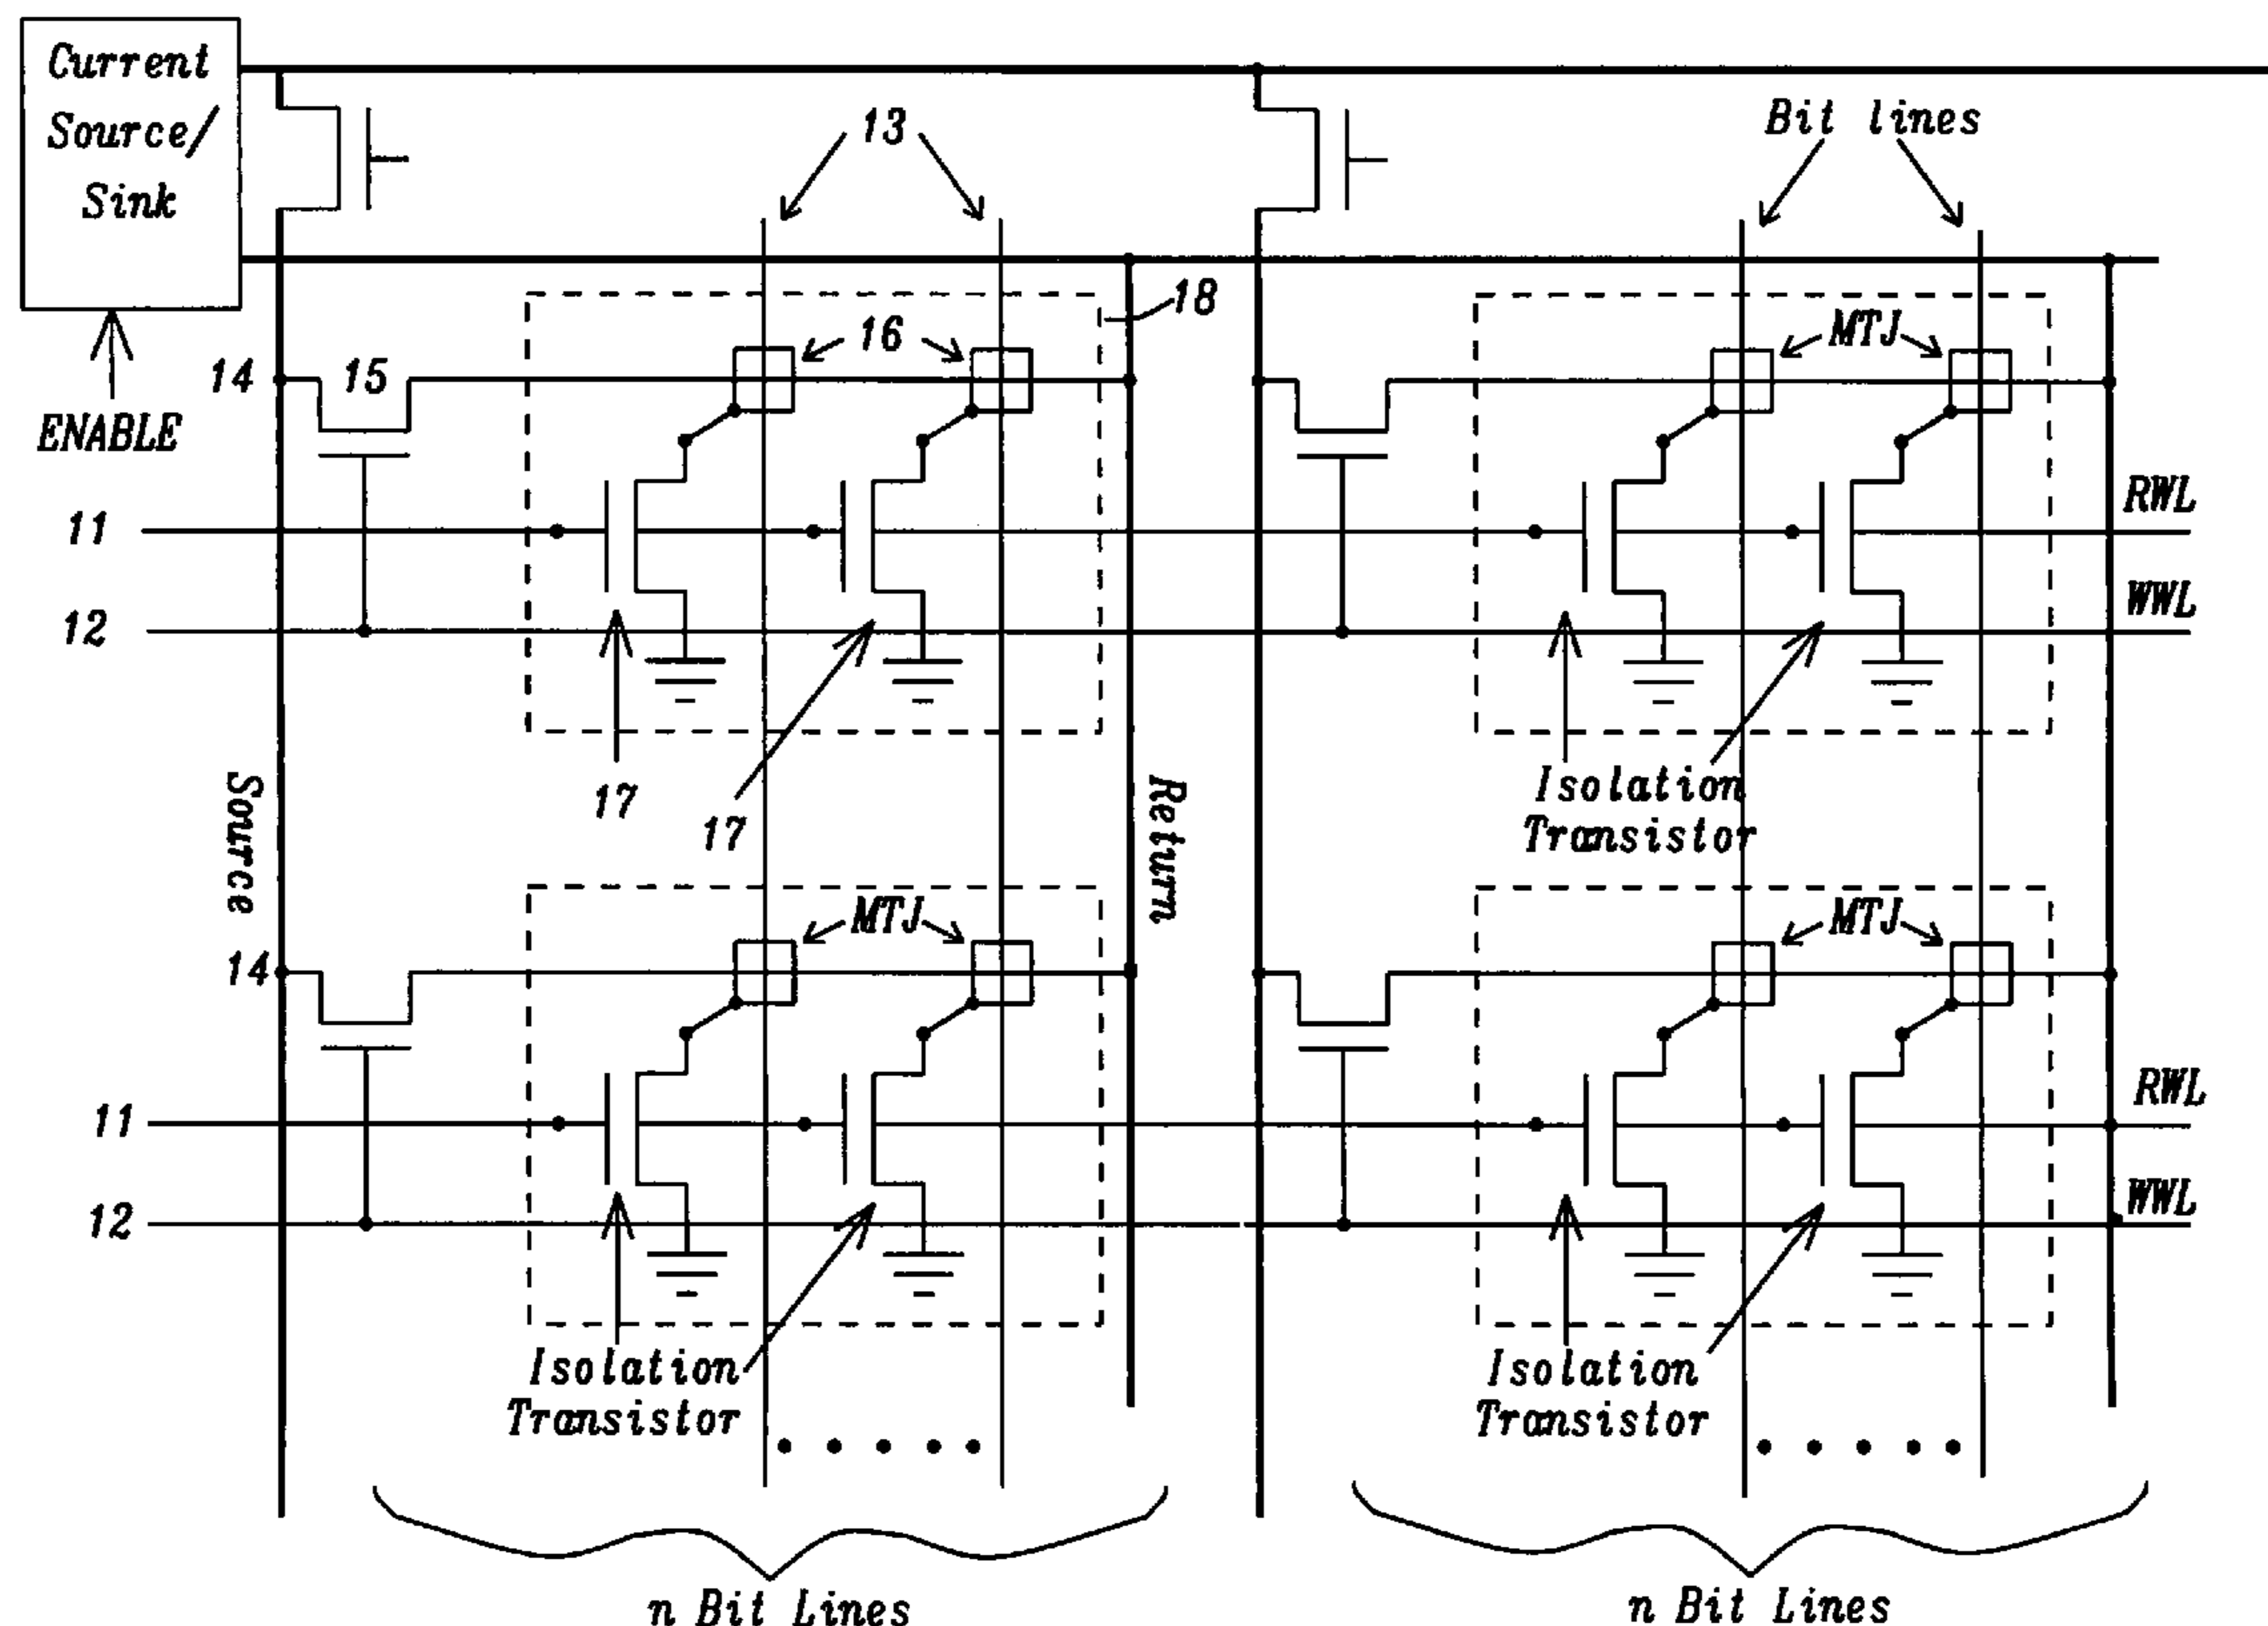 Current
Source/
Sink
ENABLE
13
Bit lines
18
16
MTJ
14
15
11
RWL
12
WWL
17
17
Isolation
Transistor
Source
Return
14
MTJ
MTJ
11
RWL
12
WWL
Isolation
Transistor
Isolation
Transistor
n Bit Lines
n Bit Lines